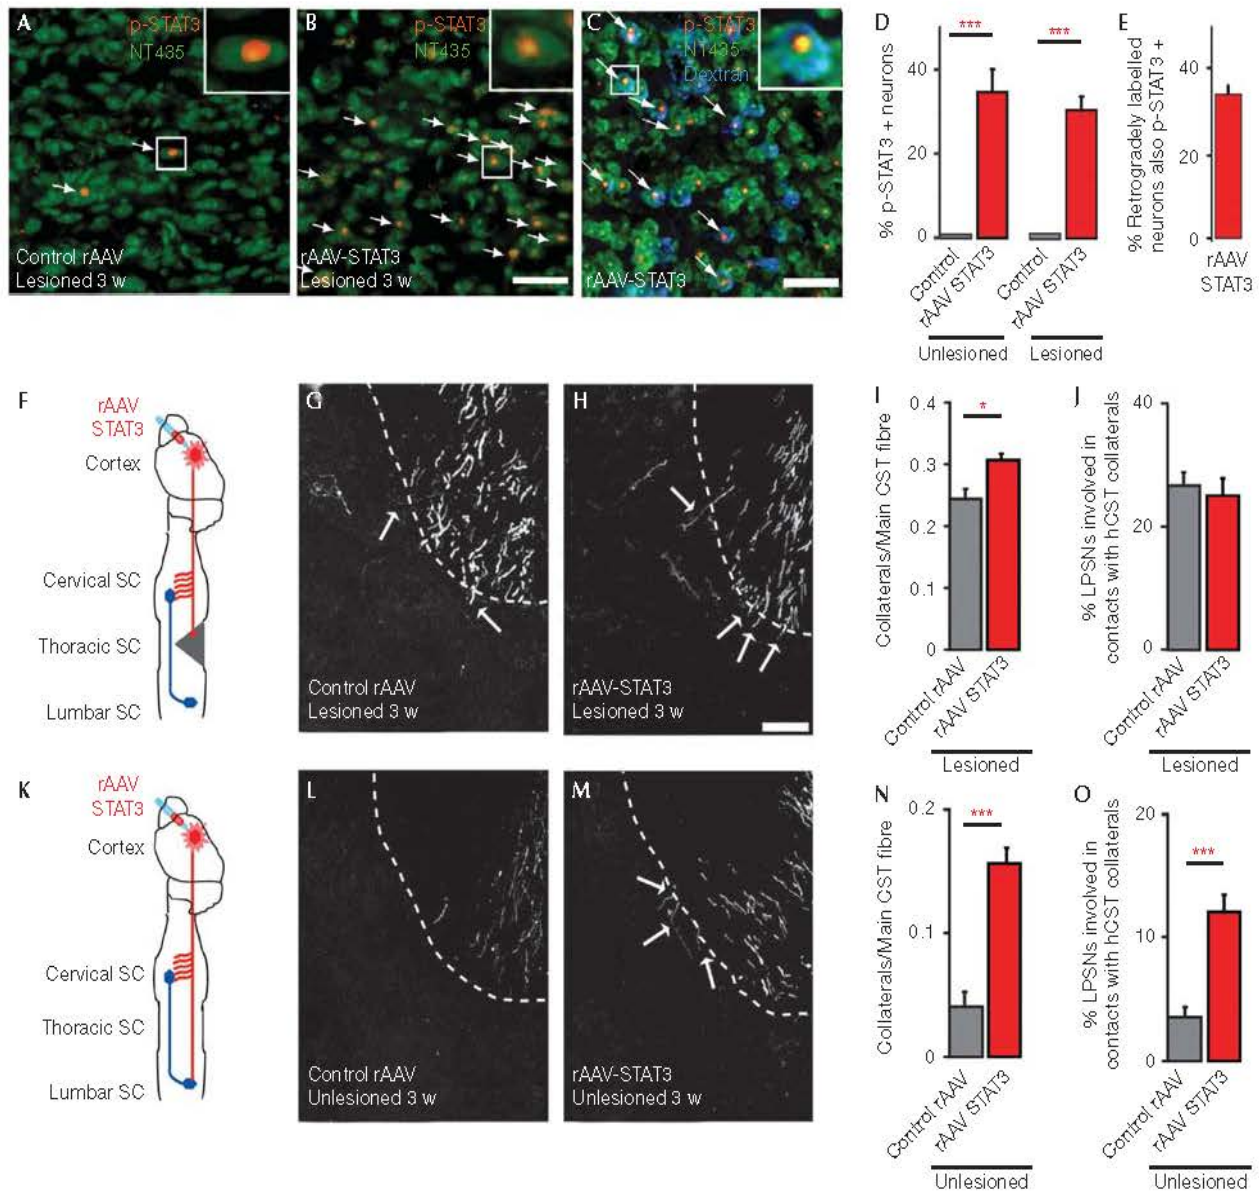 A
p-STAT3
NT435
Control rAAV
Lesioned 3 w
B
p-STAT3
NT435
rAAV-STAT3
Lesioned 3 w
C
p-STAT3
NT435
Dextran
rAAV-STAT3
D
***
***
% p-STAT3 + neurons
40
20
0
Control
rAAV STAT3
Control
rAAV STAT3
Unlesioned
Lesioned
E
% Retrogradely labelled
neurons also p-STAT3 +
40
20
0
rAAV
STAT3
F
rAAV
STAT3
Cortex
Cervical SC
Thoracic SC
Lumbar SC
G
Control rAAV
Lesioned 3 w
H
rAAV-STAT3
Lesioned 3 w
I
*
Collaterals/Main CST fibre
0.4
0.3
0.2
0.1
0
Control rAAV
rAAV STAT3
Lesioned
J
% LPSNs involved in
contacts with hCST collaterals
40
20
0
Control rAAV
rAAV STAT3
Lesioned
K
rAAV
STAT3
Cortex
Cervical SC
Thoracic SC
Lumbar SC
L
Control rAAV
Unlesioned 3 w
M
rAAV-STAT3
Unlesioned 3 w
N
***
Collaterals/Main CST fibre
0.2
0.1
0
Control rAAV
rAAV STAT3
Unlesioned
O
***
% LPSNs involved in
contacts with hCST collaterals
20
10
0
Control rAAV
rAAV STAT3
Unlesioned